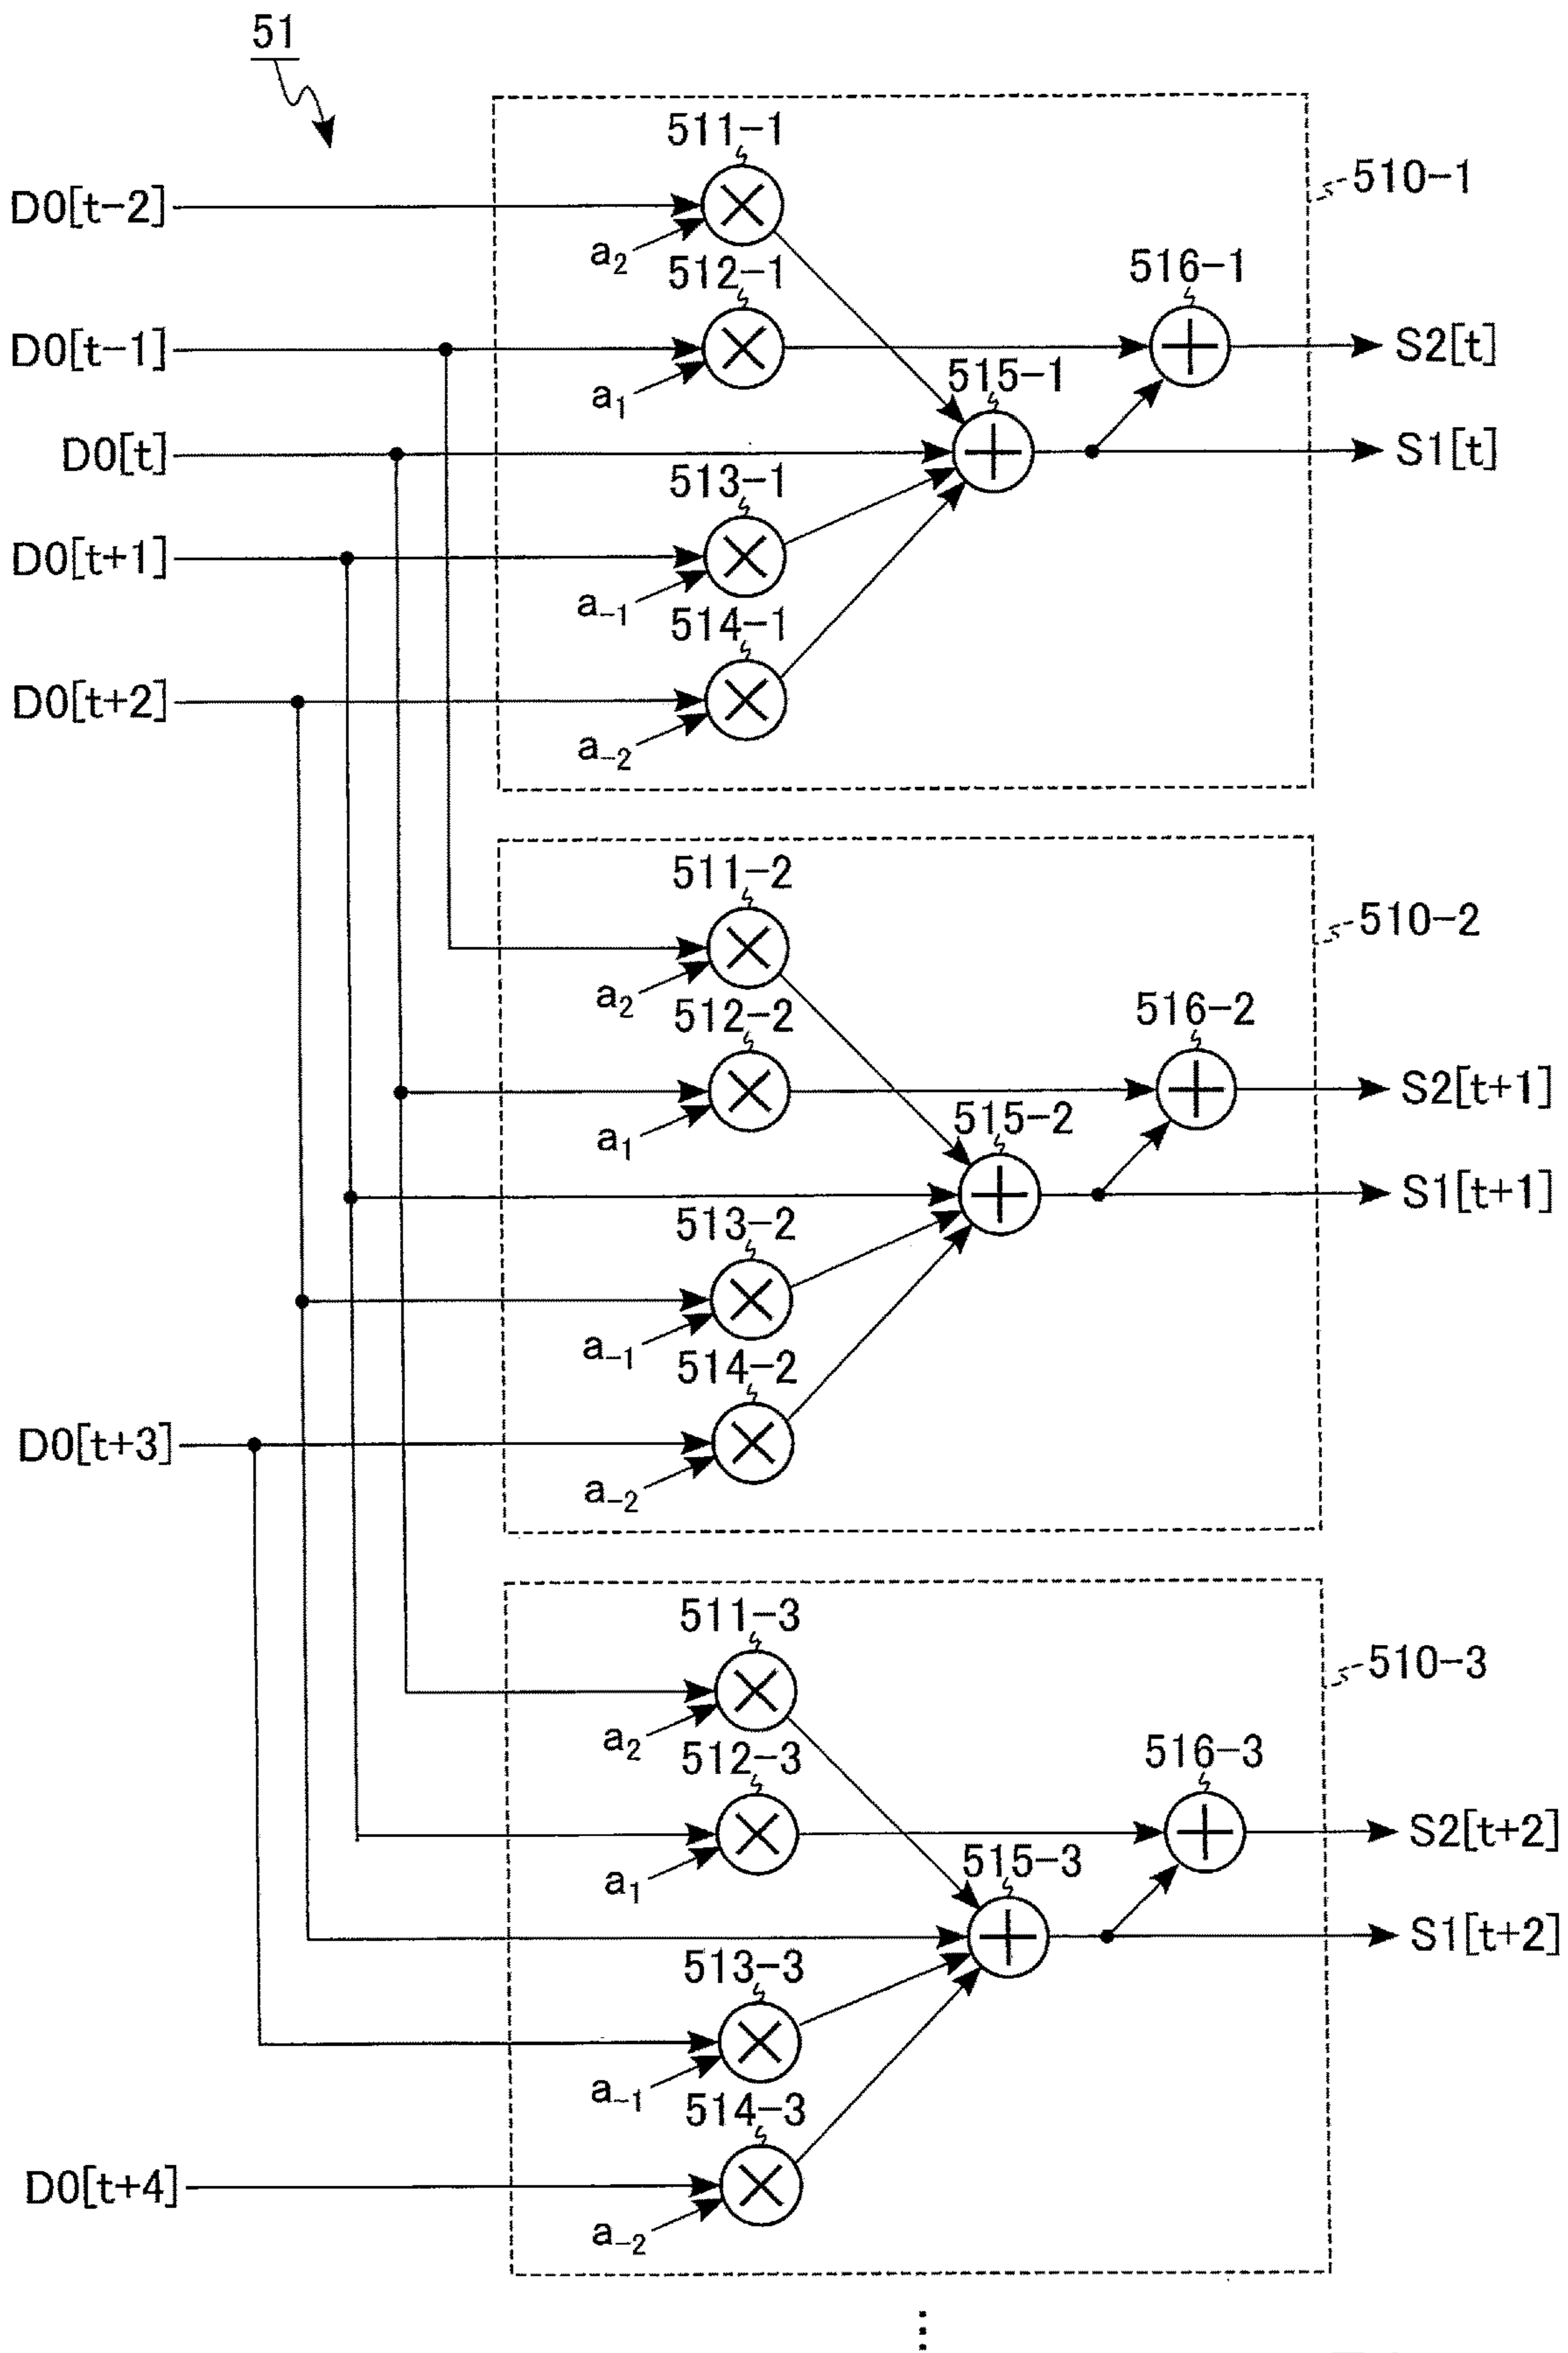 51
511-1
510-1
D0[t-2]
a2
512-1
516-1
D0[t-1]
S2[t]
a1
515-1
D0[t]
S1[t]
513-1
D0[t+1]
a-1
514-1
D0[t+2]
a-2
511-2
510-2
a2
512-2
516-2
S2[t+1]
a1
515-2
S1[t+1]
513-2
a-1
514-2
D0[t+3]
a-2
511-3
510-3
a2
512-3
516-3
S2[t+2]
a1
515-3
S1[t+2]
513-3
a-1
514-3
D0[t+4]
a-2